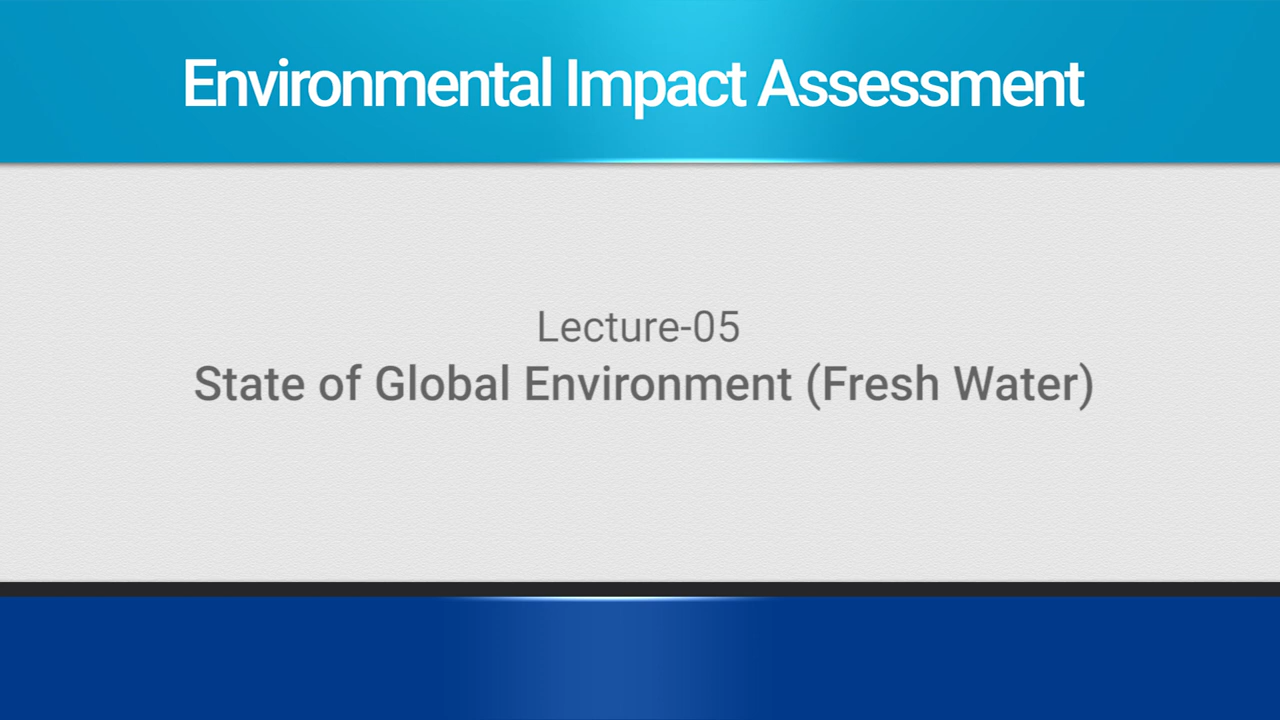 Environmental Impact Assessment
Lecture-05
State of Global Environment (Fresh Water)